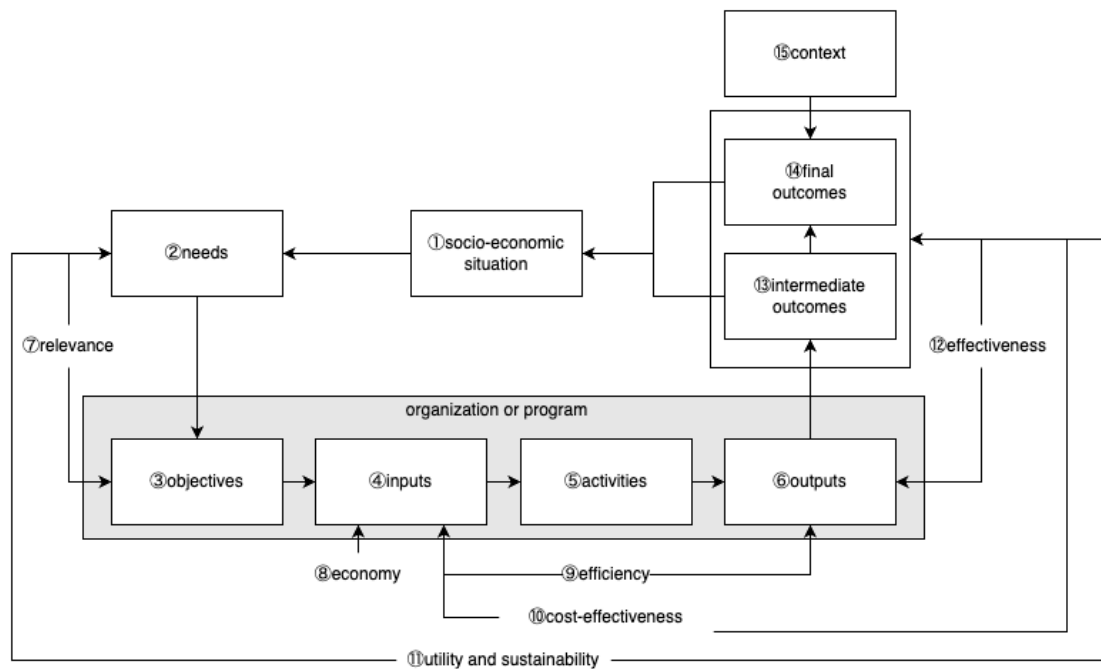 ⑮context
⑭final
outcomes
②needs
①socio-economic
situation
⑬intermediate
outcomes
⑦relevance
⑫effectiveness
organization or program
③objectives
④inputs
⑤activities
⑥outputs
⑧economy
⑨efficiency
⑩cost-effectiveness
⑪utility and sustainability